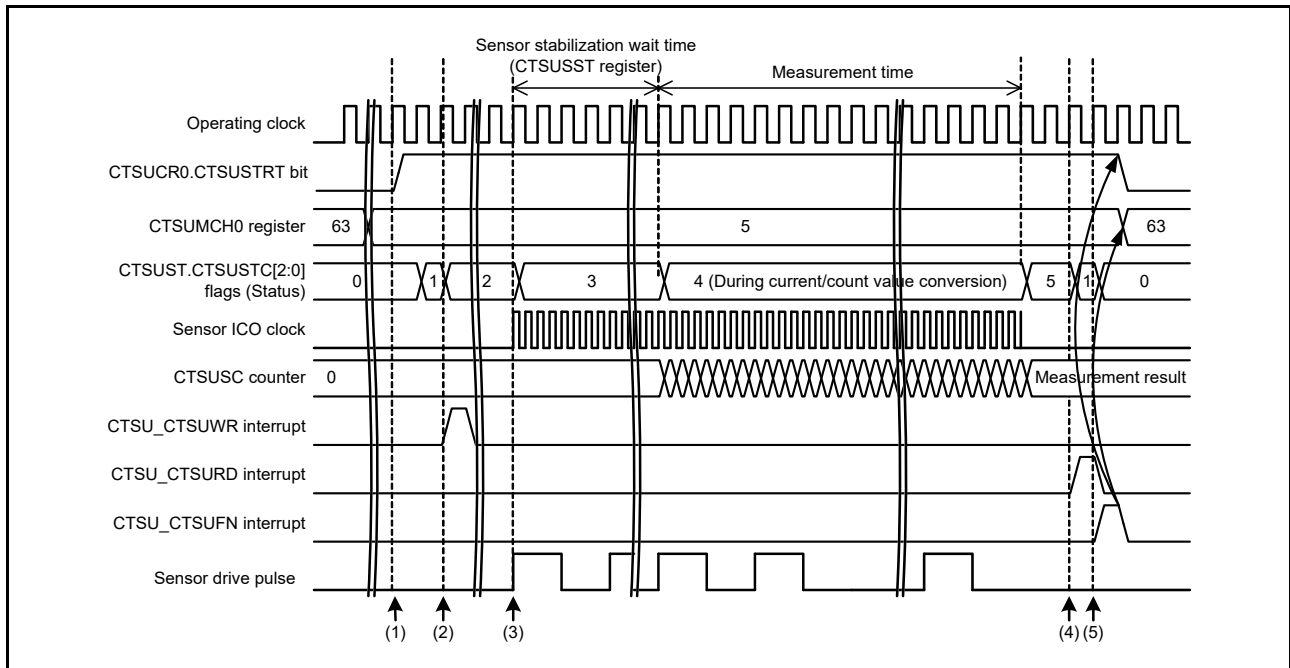 Sensor stabilization wait time
(CTSUSST register)
Measurement time
Operating clock
CTSUCR0.CTSUSTRT bit
CTSUMCH0 register
63
5
63
CTSUST.CTSUSTC[2:0]
flags (Status)
0
1
2
3
4 (During current/count value conversion)
5
1
0
Sensor ICO clock
CTSUSC counter
0
Measurement result
CTSU_CTSUWR interrupt
CTSU_CTSURD interrupt
CTSU_CTSUFN interrupt
Sensor drive pulse
(1)
(2)
(3)
(4)
(5)